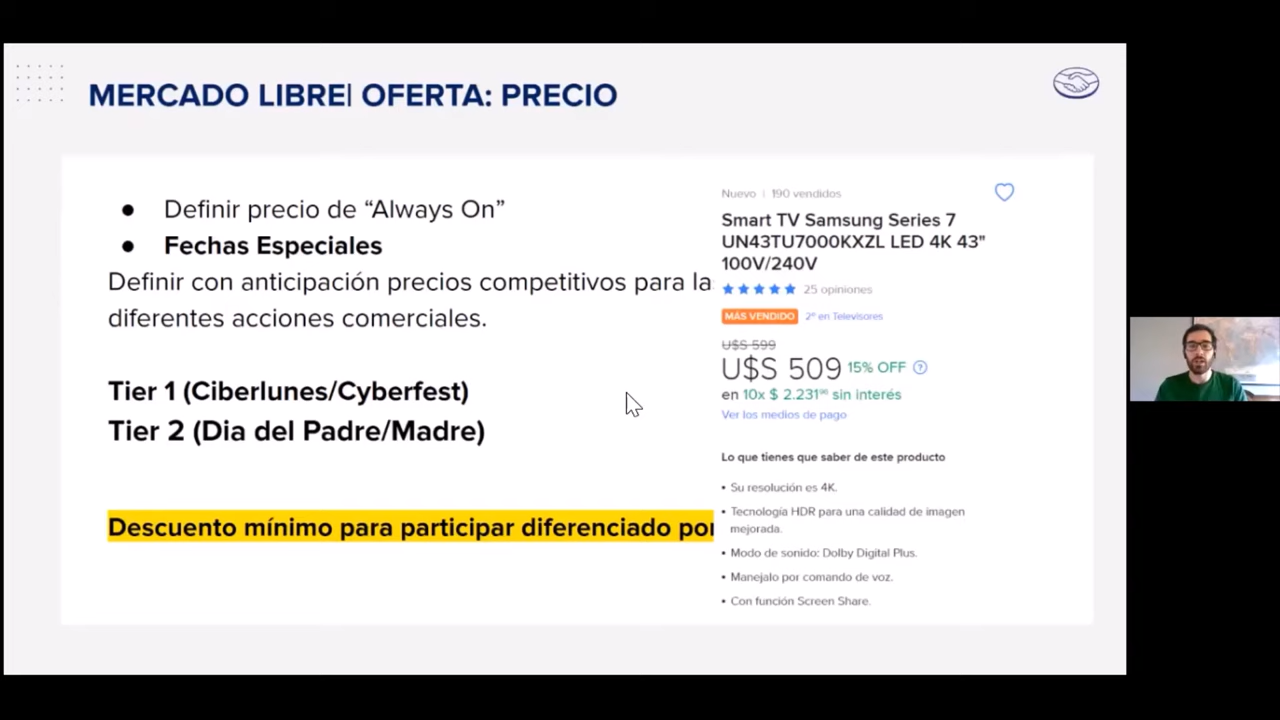 MERCADO LIBRE| OFERTA: PRECIO
● Definir precio de “Always On”
● Fechas Especiales
Definir con anticipación precios competitivos para la
diferentes acciones comerciales.
Tier 1 (Ciberlunes/Cyberfest)
Tier 2 (Dia del Padre/Madre)
Descuento mínimo para participar diferenciado por
Nuevo | 190 vendidos
Smart TV Samsung Series 7
UN43TU7000KXZL LED 4K 43"
100V/240V
25 opiniones
MÁS VENDIDO 2º en Televisores
U$S 599
U$S 509 15% OFF ?
en 10x $ 2.231 sin interés
Ver los medios de pago
Lo que tienes que saber de este producto
• Su resolución es 4K.
• Tecnología HDR para una calidad de imagen
mejorada.
• Modo de sonido: Dolby Digital Plus.
• Manejalo por comando de voz.
• Con función Screen Share.